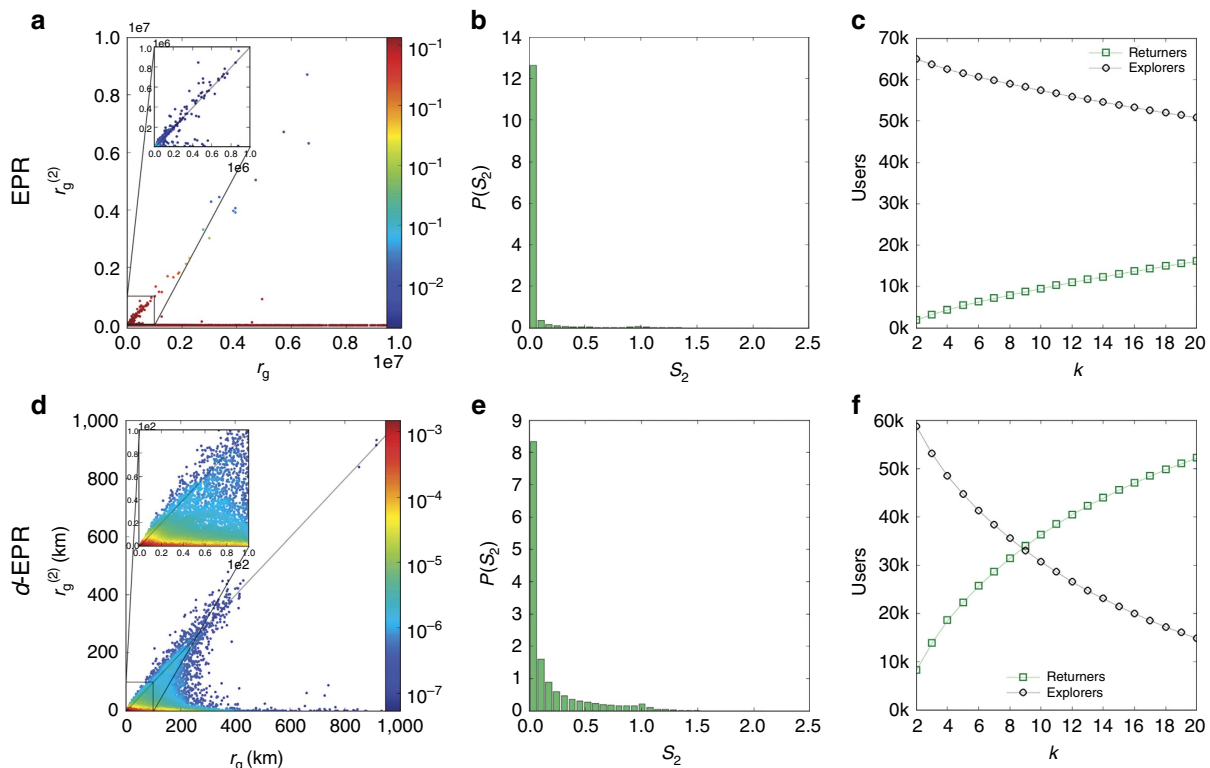 a
b
c
EPR
1e7
1.0
0.8
0.6
0.4
0.2
0.0
r_g^(2)
1e6
1.0
0.8
0.6
0.4
0.2
0.0 0.2 0.4 0.6 0.8 1.0
1e6
0.0 0.2 0.4 0.6 0.8 1.0
1e7
r_g
10^-1
10^-1
10^-1
10^-1
10^-2
14
12
10
8
6
4
2
0
P(S_2)
0.0 0.5 1.0 1.5 2.0 2.5
S_2
70k
60k
50k
40k
30k
20k
10k
0k
Users
Returners
Explorers
2 4 6 8 10 12 14 16 18 20
k
d
e
f
d-EPR
1,000
800
600
400
200
0
r_g^(2) (km)
1e2
1.0
0.8
0.6
0.4
0.2
0.0
0.0 0.2 0.4 0.6 0.8 1.0
1e2
0 200 400 600 800 1,000
r_g (km)
10^-3
10^-4
10^-5
10^-6
10^-7
9
8
7
6
5
4
3
2
1
0
P(S_2)
0.0 0.5 1.0 1.5 2.0 2.5
S_2
60k
50k
40k
30k
20k
10k
0k
Users
Returners
Explorers
2 4 6 8 10 12 14 16 18 20
k